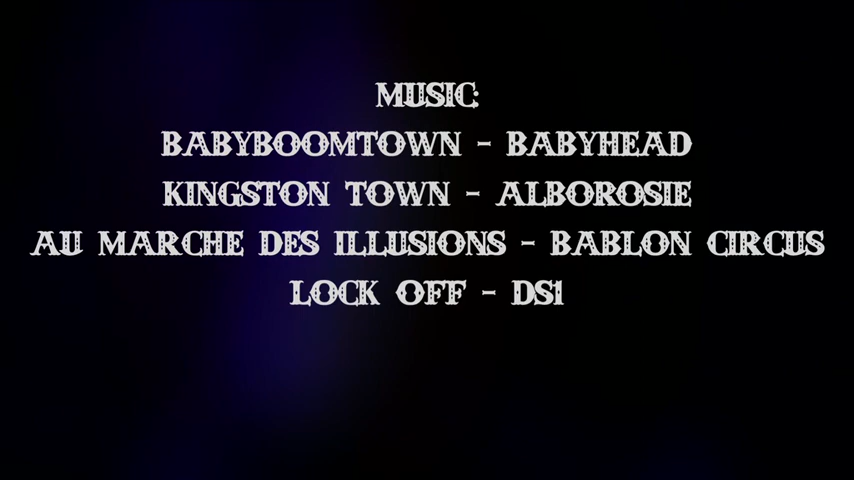 MUSIC:
BABYBOOMTOWN - BABYHEAD
KINGSTON TOWN - ALBOROSIE
AU MARCHE DES ILLUSIONS - BABLON CIRCUS
LOCK OFF - DS1